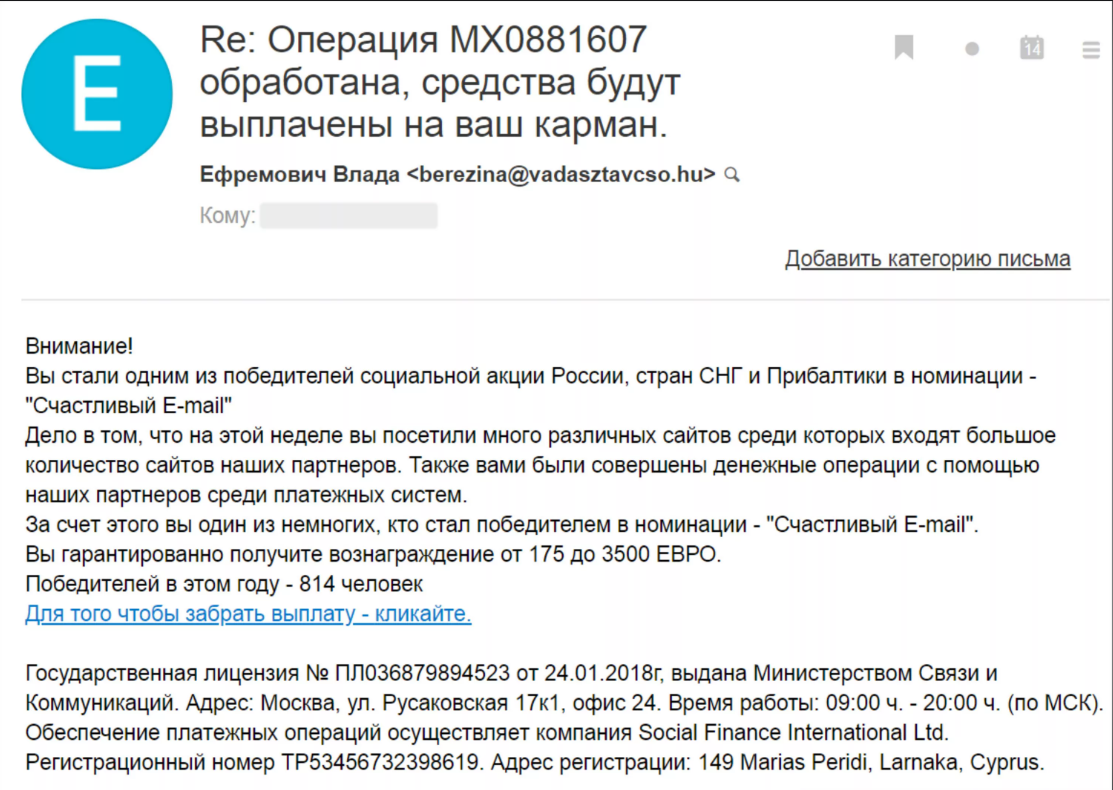 E
Re: Операция MX0881607
обработана, средства будут
выплачены на ваш карман.
14
Ефремович Влада <berezina@vadasztavcso.hu>
Кому:
Добавить категорию письма
Внимание!
Вы стали одним из победителей социальной акции России, стран СНГ и Прибалтики в номинации -
"Счастливый E-mail"
Дело в том, что на этой неделе вы посетили много различных сайтов среди которых входят большое
количество сайтов наших партнеров. Также вами были совершены денежные операции с помощью
наших партнеров среди платежных систем.
За счет этого вы один из немногих, кто стал победителем в номинации - "Счастливый E-mail".
Вы гарантированно получите вознаграждение от 175 до 3500 ЕВРО.
Победителей в этом году - 814 человек
Для того чтобы забрать выплату - кликайте.
Государственная лицензия № ПЛ036879894523 от 24.01.2018г, выдана Министерством Связи и
Коммуникаций. Адрес: Москва, ул. Русаковская 17к1, офис 24. Время работы: 09:00 ч. - 20:00 ч. (по МСК).
Обеспечение платежных операций осуществляет компания Social Finance International Ltd.
Регистрационный номер ТР53456732398619. Адрес регистрации: 149 Marias Peridi, Larnaka, Cyprus.